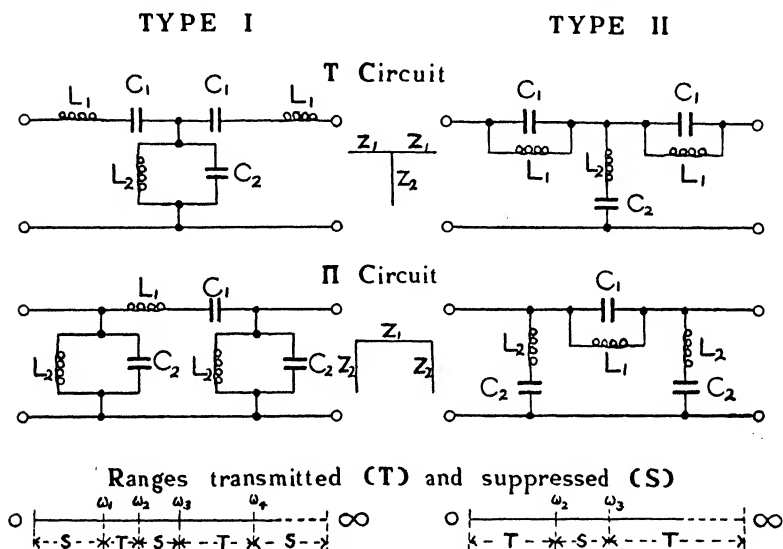 TYPE I TYPE II
T Circuit
C₁ C₁ C₁ C₁
L₁ L₁
L₂ C₂
Z₁ Z₁
Z₂
L₁ L₂ L₁
C₂
Π Circuit
L₁ C₁ C₁
L₂ C₂ L₂ C₂
Z₁
Z₂ Z₂
L₂ L₁ L₂
C₂ C₂
Ranges transmitted (T) and suppressed (S)
ω₁ ω₂ ω₃ ω₄ ω₂ ω₃
O ∞ O ∞
S T S T S T S T